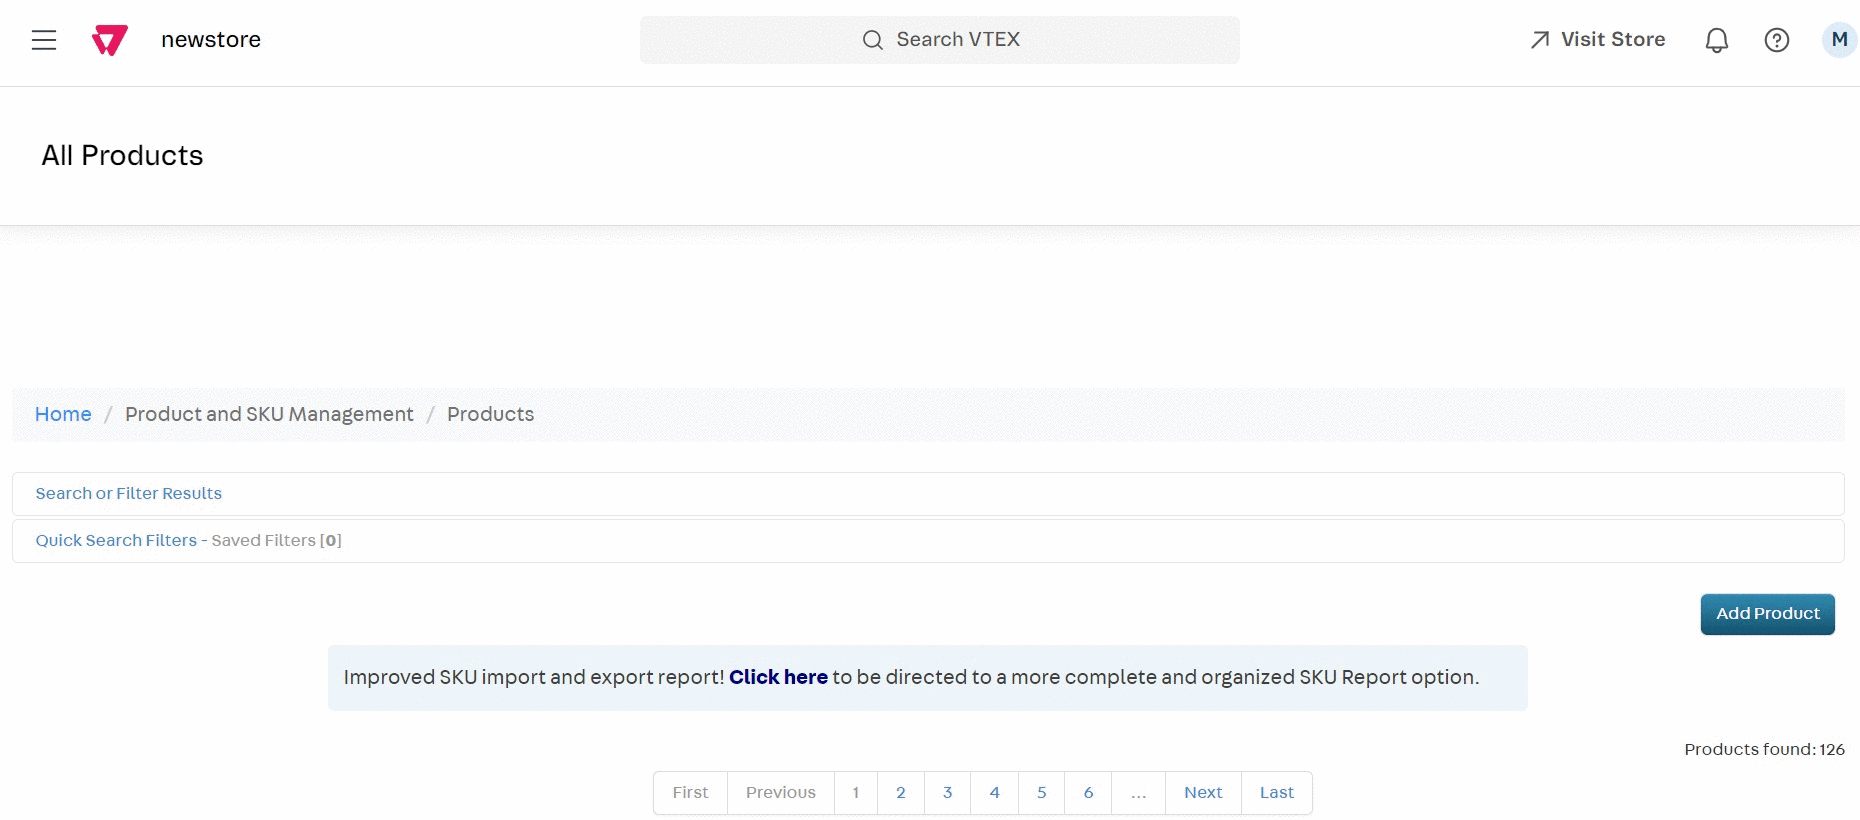 newstore
Search VTEX
Visit Store
M
All Products
Home / Product and SKU Management / Products
Search or Filter Results
Quick Search Filters - Saved Filters [0]
Add Product
Improved SKU import and export report! Click here to be directed to a more complete and organized SKU Report option.
Products found: 126
First Previous 1 2 3 4 5 6 ... Next Last